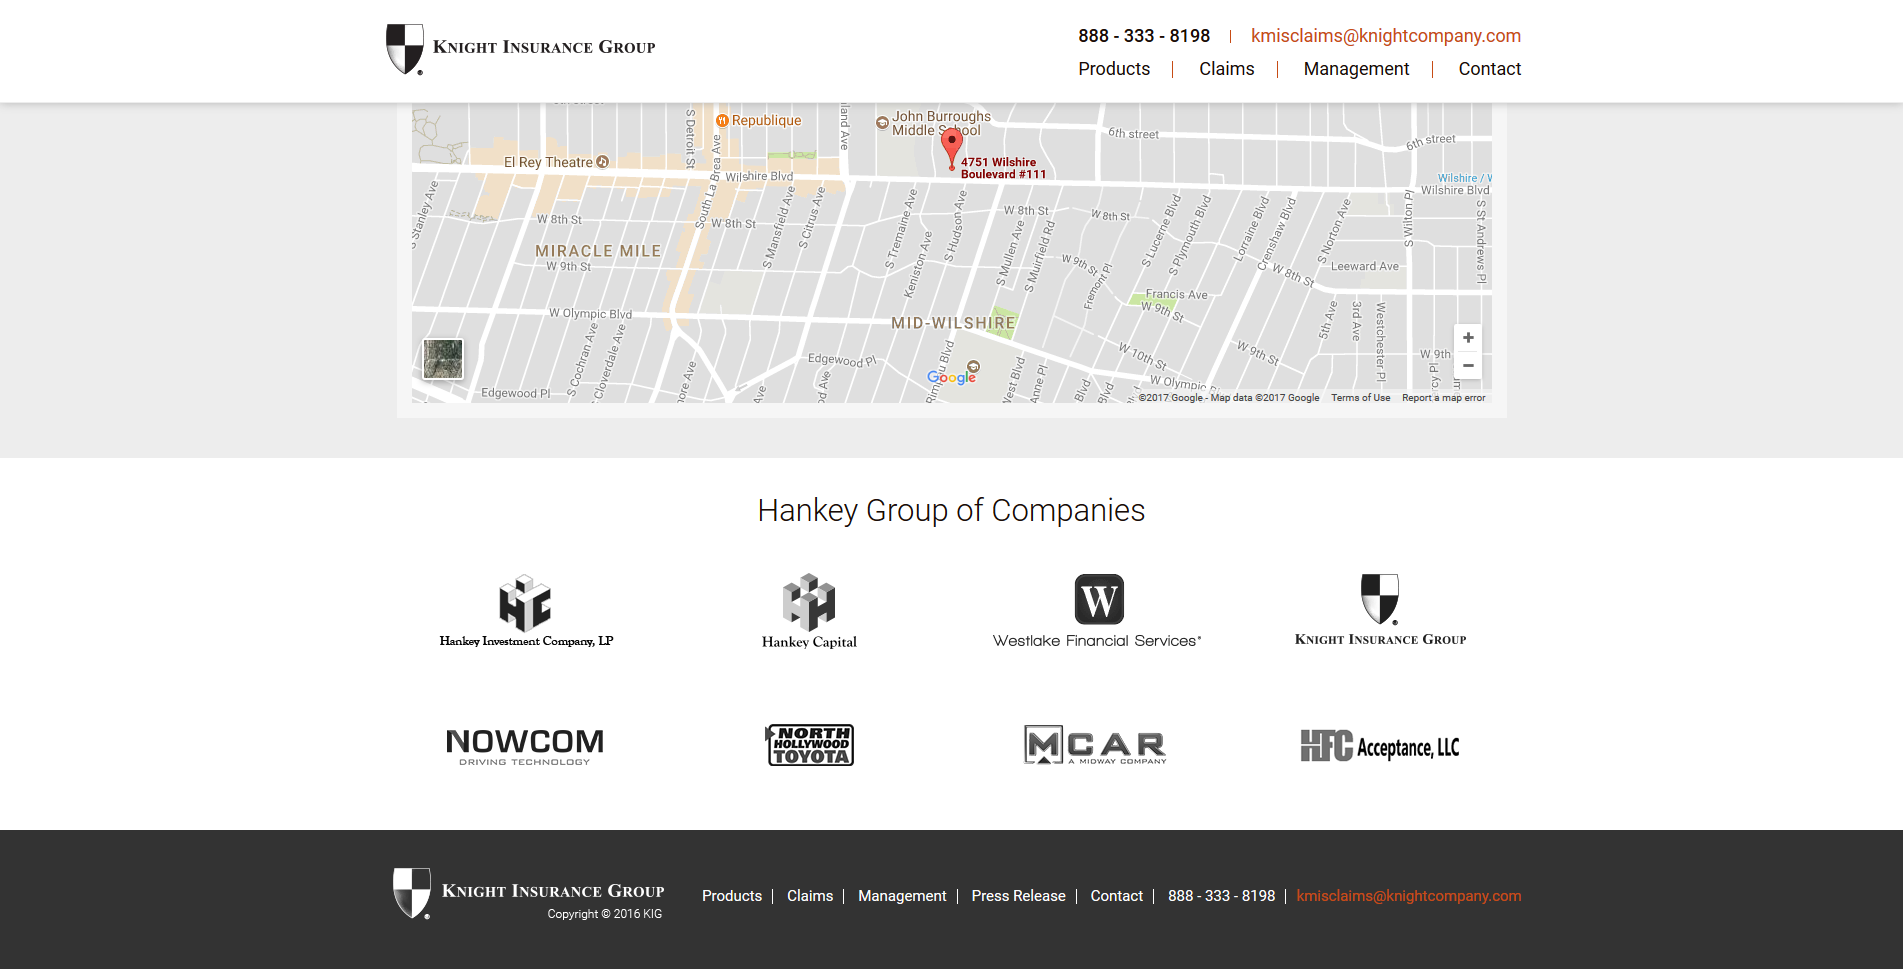 KNIGHT INSURANCE GROUP
888 - 333 - 8198
kmisclaims@knightcompany.com
Products
Claims
Management
Contact
S Detroit St
Republique
John Burroughs
Middle School
6th street
6th street
El Rey Theatre
Wilshire Blvd
4751 Wilshire
Boulevard #111
Wilshire / W
Wilshire Blvd
S Stanley Ave
South La Brea Ave
S Mansfield Ave
S Citrus Ave
S Tremaine Ave
Keniston Ave
S Hudson Ave
S Mullen Ave
S Muirfield Rd
S Lucerne Blvd
S Plymouth Blvd
Lorraine Blvd
Crenshaw Blvd
S Norton Ave
S Wilton Pl
S St Andrews Pl
W 8th St
W 8th St
W 8th St
W 8th St
W 8th St
MIRACLE MILE
W 9th St
W 9th St
Fremont Pl
Leeward Ave
Francis Ave
W 9th St
W Olympic Blvd
MID-WILSHIRE
5th Ave
3rd Ave
Westchester Pl
S Cochran Ave
S Cloverdale Ave
Edgewood Pl
W 10th St
W 9th St
W 9th
Edgewood Pl
Google
West Blvd
W Olympic
©2017 Google - Map data ©2017 Google
Terms of Use
Report a map error
Hankey Group of Companies
Hankey Investment Company, LP
Hankey Capital
W
Westlake Financial Services®
KNIGHT INSURANCE GROUP
NOWCOM
DRIVING TECHNOLOGY
NORTH
HOLLYWOOD
TOYOTA
MCAR
A MIDWAY COMPANY
HFC Acceptance, LLC
KNIGHT INSURANCE GROUP
Copyright © 2016 KIG
Products
Claims
Management
Press Release
Contact
888 - 333 - 8198
kmisclaims@knightcompany.com